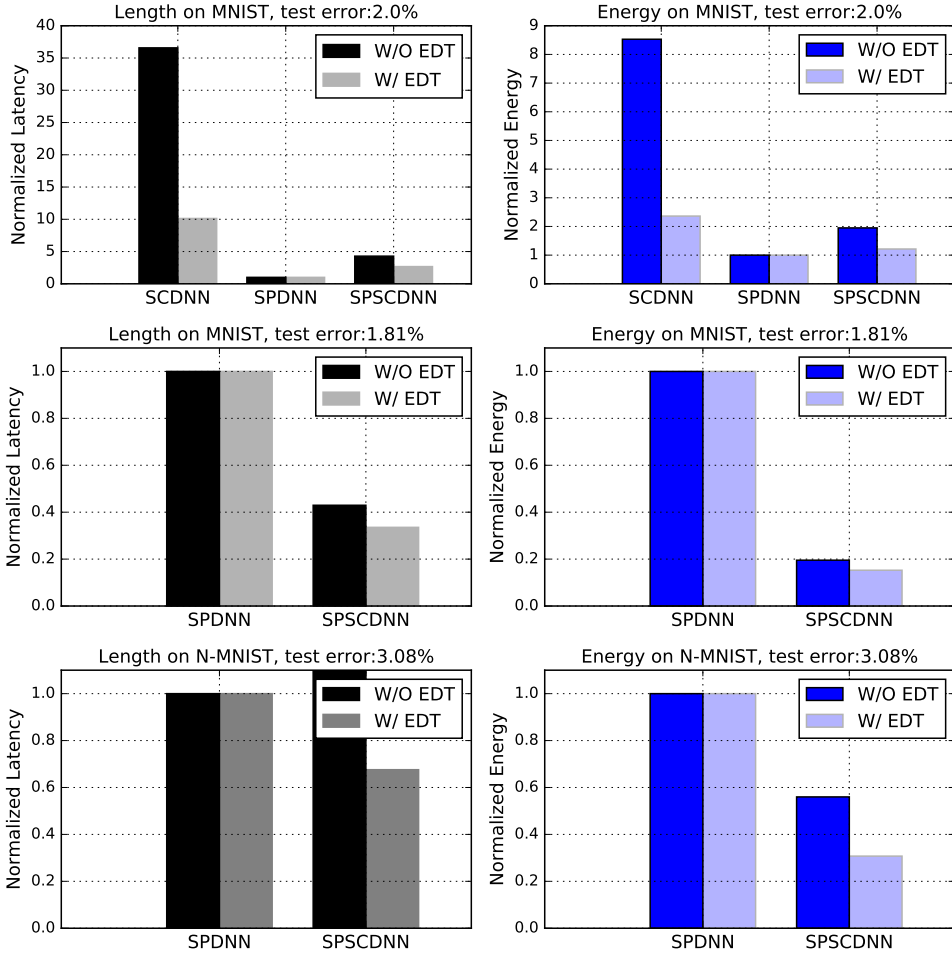 Length on MNIST, test error:2.0%
Normalized Latency
40
35
30
25
20
15
10
5
0
W/O EDT
W/ EDT
SCDNN SPDNN SPSCDNN
Energy on MNIST, test error:2.0%
Normalized Energy
9
8
7
6
5
4
3
2
1
0
W/O EDT
W/ EDT
SCDNN SPDNN SPSCDNN
Length on MNIST, test error:1.81%
Normalized Latency
1.0
0.8
0.6
0.4
0.2
0.0
W/O EDT
W/ EDT
SPDNN SPSCDNN
Energy on MNIST, test error:1.81%
Normalized Energy
1.0
0.8
0.6
0.4
0.2
0.0
W/O EDT
W/ EDT
SPDNN SPSCDNN
Length on N-MNIST, test error:3.08%
Normalized Latency
1.0
0.8
0.6
0.4
0.2
0.0
W/O EDT
W/ EDT
SPDNN SPSCDNN
Energy on N-MNIST, test error:3.08%
Normalized Energy
1.0
0.8
0.6
0.4
0.2
0.0
W/O EDT
W/ EDT
SPDNN SPSCDNN